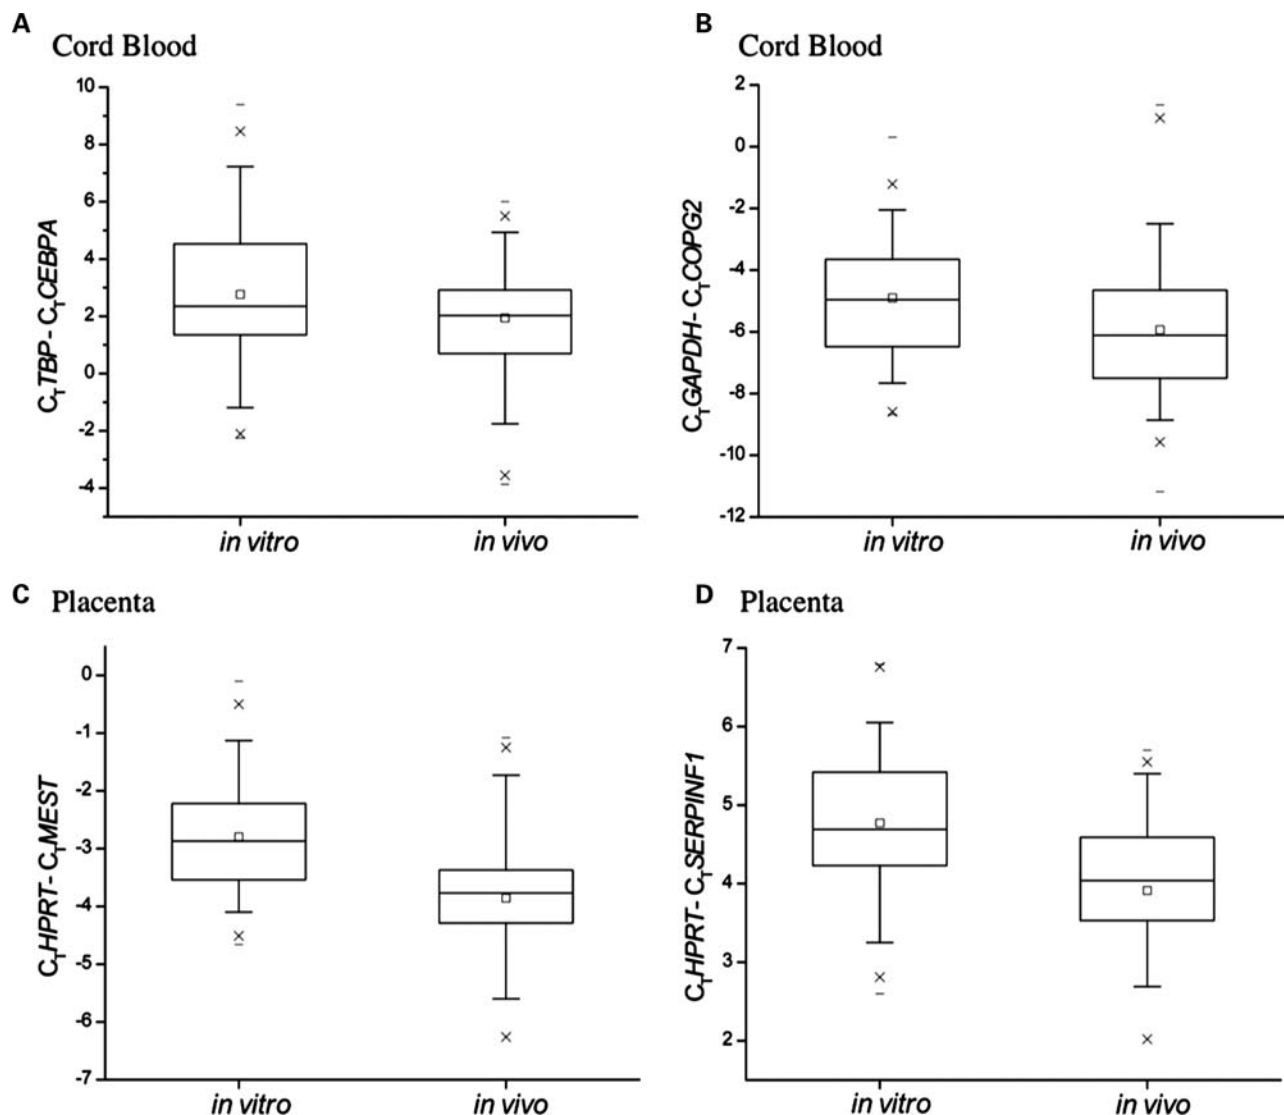 A
Cord Blood
10
8
6
4
2
0
-2
-4
CTTBP - CTCEBPA
in vitro
in vivo
B
Cord Blood
2
0
-2
-4
-6
-8
-10
-12
CTGAPDH - CTCOPG2
in vitro
in vivo
C
Placenta
0
-1
-2
-3
-4
-5
-6
-7
CTHPRT - CTMEST
in vitro
in vivo
D
Placenta
7
6
5
4
3
2
CTHPRT - CTSERPINF1
in vitro
in vivo